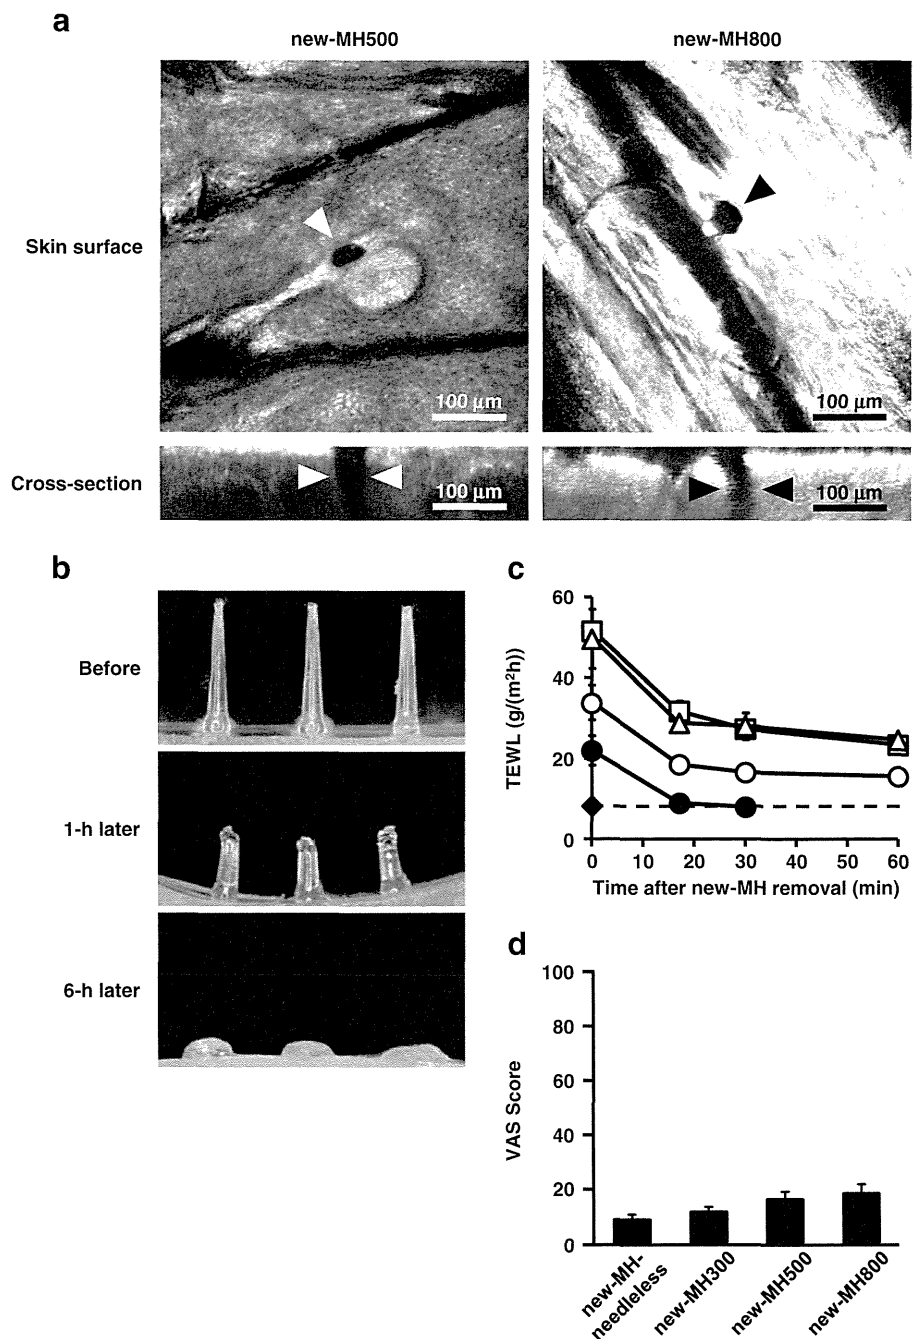 a
new-MH500
new-MH800
Skin surface
100 µm
100 µm
Cross-section
100 µm
100 µm
b
Before
1-h later
6-h later
c
60
40
20
0
TEWL (g/(m²h))
0 10 20 30 40 50 60
Time after new-MH removal (min)
d
100
80
60
40
20
0
VAS Score
new-MH-
needleless
new-MH300
new-MH500
new-MH800